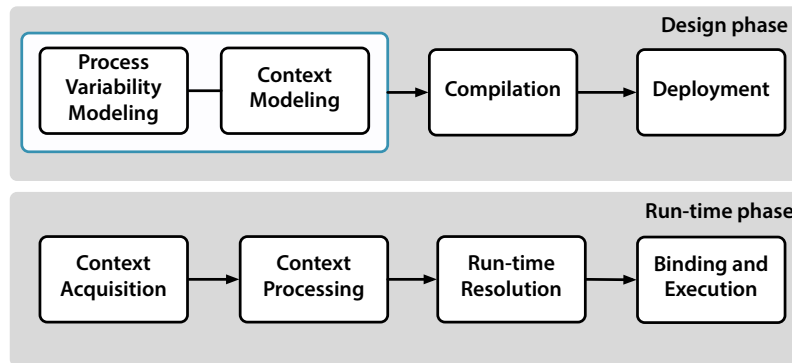 Design phase
Process
Variability
Modeling
Context
Modeling
Compilation
Deployment
Run-time phase
Context
Acquisition
Context
Processing
Run-time
Resolution
Binding and
Execution